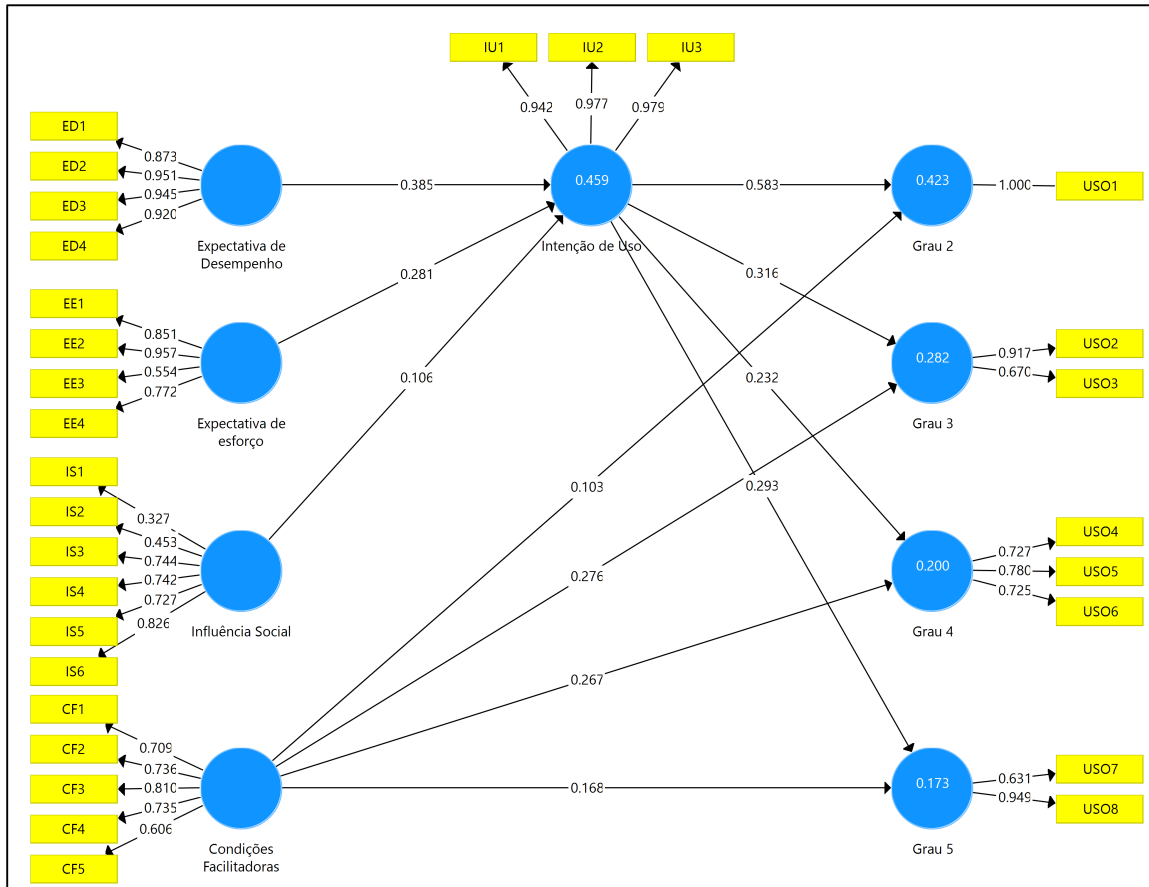 IU1
IU2
IU3
0.942
0.977
0.979
ED1
ED2
ED3
ED4
0.873
0.951
0.945
0.920
Expectativa de
Desempenho
0.385
0.459
Intenção de Uso
0.583
0.423
Grau 2
1.000
USO1
EE1
EE2
EE3
EE4
0.851
0.957
0.554
0.772
Expectativa de
esforço
0.281
0.316
0.282
Grau 3
0.917
0.670
USO2
USO3
IS1
IS2
IS3
IS4
IS5
IS6
0.327
0.453
0.744
0.742
0.727
0.826
Influência Social
0.106
0.232
0.103
0.293
0.200
Grau 4
0.727
0.780
0.725
USO4
USO5
USO6
CF1
CF2
CF3
CF4
CF5
0.709
0.736
0.810
0.735
0.606
Condições
Facilitadoras
0.276
0.267
0.168
0.173
Grau 5
0.631
0.949
USO7
USO8